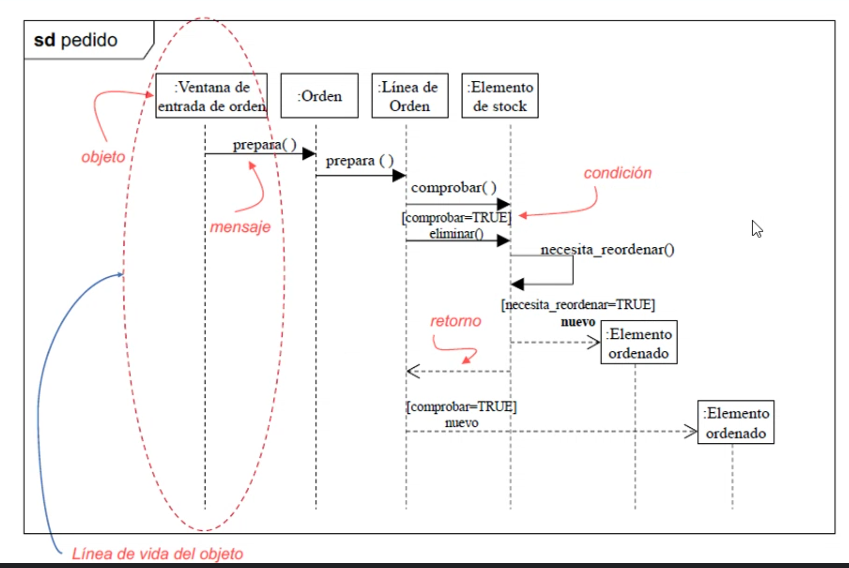 sd pedido
:Ventana de
entrada de orden
:Orden
:Línea de
Orden
:Elemento
de stock
objeto
prepara( )
prepara ( )
mensaje
comprobar( )
condición
[comprobar=TRUE]
eliminar()
necesita_reordenar()
[necesita_reordenar=TRUE]
nuevo
retorno
:Elemento
ordenado
[comprobar=TRUE]
nuevo
:Elemento
ordenado
Línea de vida del objeto